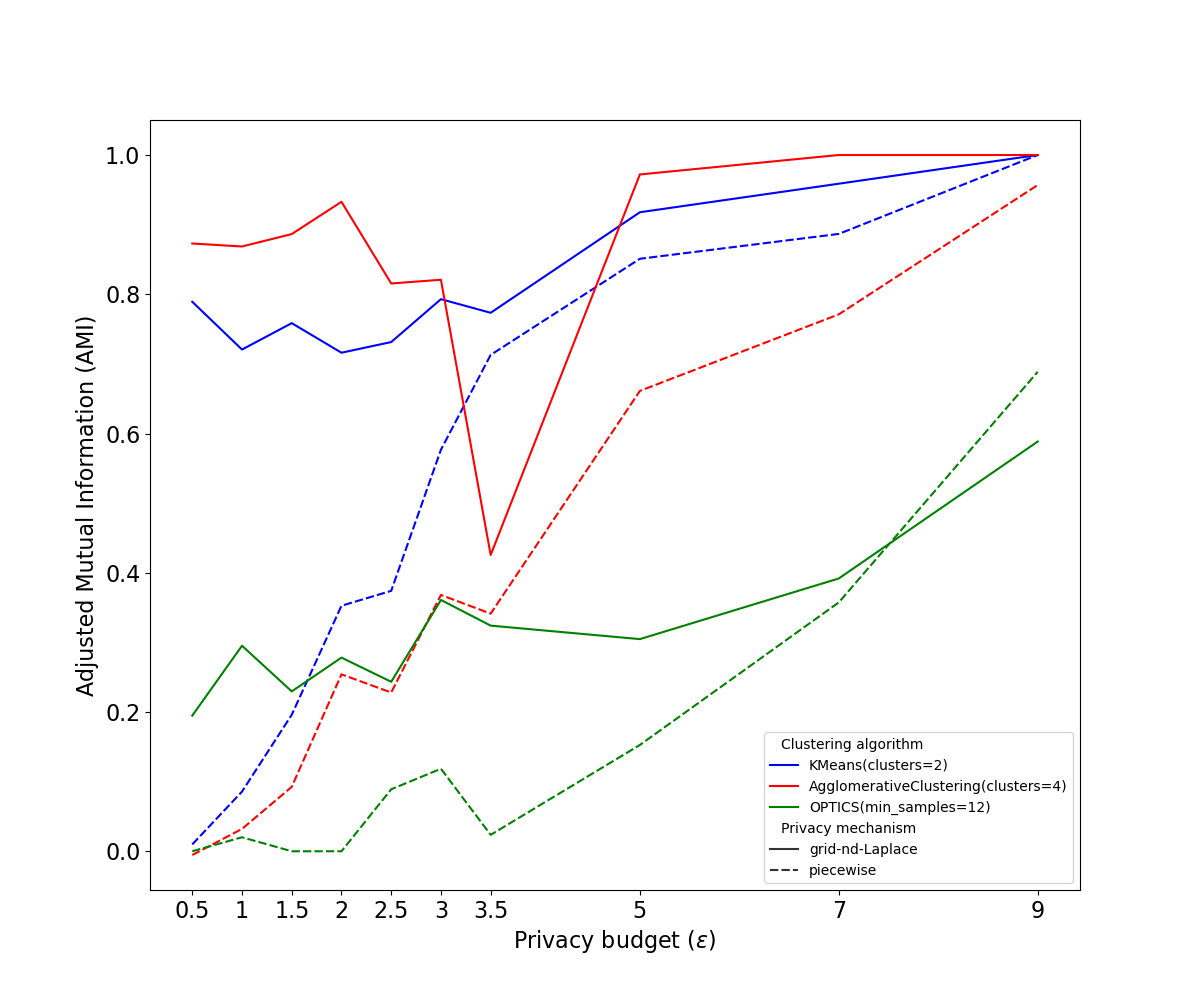 1.0
0.8
0.6
0.4
0.2
0.0
Adjusted Mutual Information (AMI)
0.5 1 1.5 2 2.5 3 3.5 5 7 9
Privacy budget (ε)
Clustering algorithm
KMeans(clusters=2)
AgglomerativeClustering(clusters=4)
OPTICS(min_samples=12)
Privacy mechanism
grid-nd-Laplace
piecewise